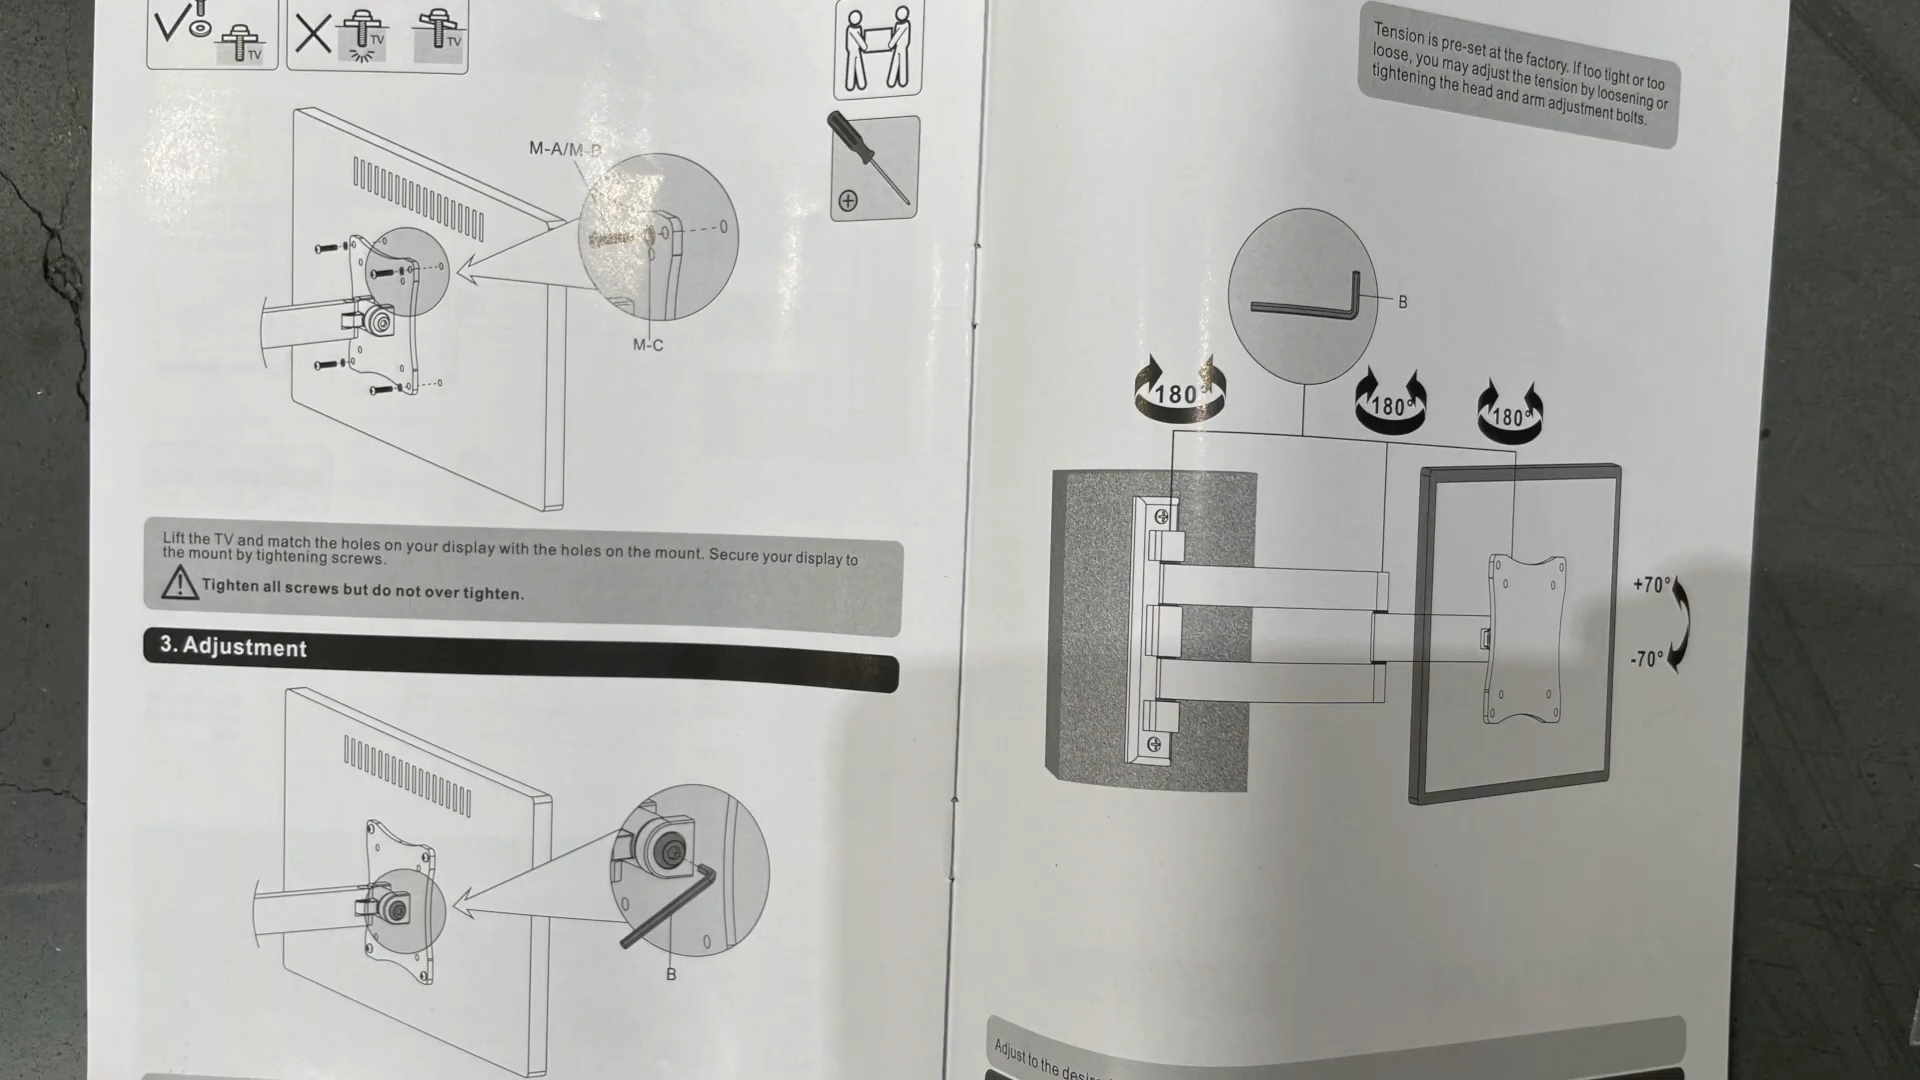 TV
TV
TV
M-A/M-B
M-C
Lift the TV and match the holes on your display with the holes on the mount. Secure your display to
the mount by tightening screws.
Tighten all screws but do not over tighten.
3. Adjustment
B
Tension is pre-set at the factory. If too tight or too
loose, you may adjust the tension by loosening or
tightening the head and arm adjustment bolts.
B
180°
180°
180°
+70°
-70°
Adjust to the